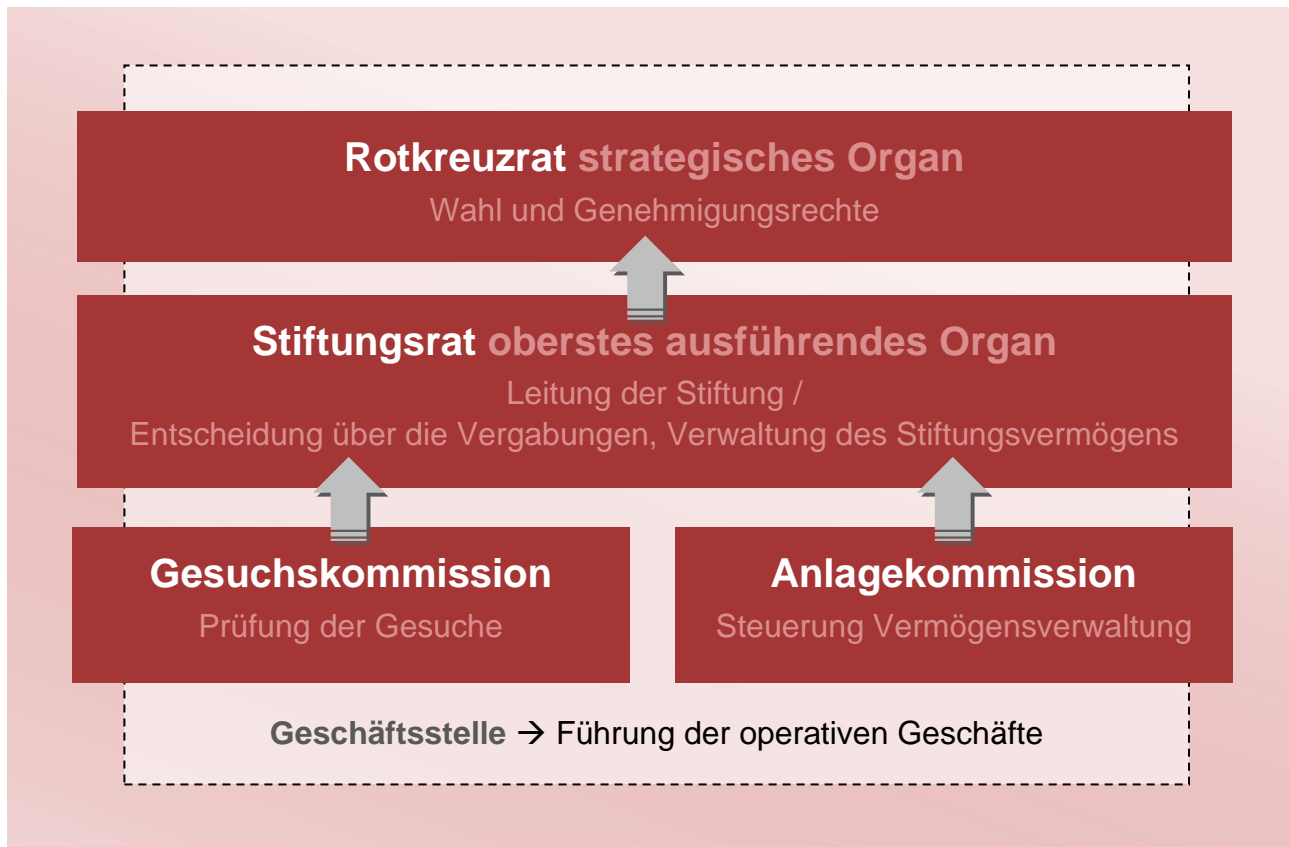 Rotkreuzrat strategisches Organ
Wahl und Genehmigungsrechte
Stiftungsrat oberstes ausführendes Organ
Leitung der Stiftung /
Entscheidung über die Vergabungen, Verwaltung des Stiftungsvermögens
Gesuchskommission
Prüfung der Gesuche
Anlagekommission
Steuerung Vermögensverwaltung
Geschäftsstelle → Führung der operativen Geschäfte